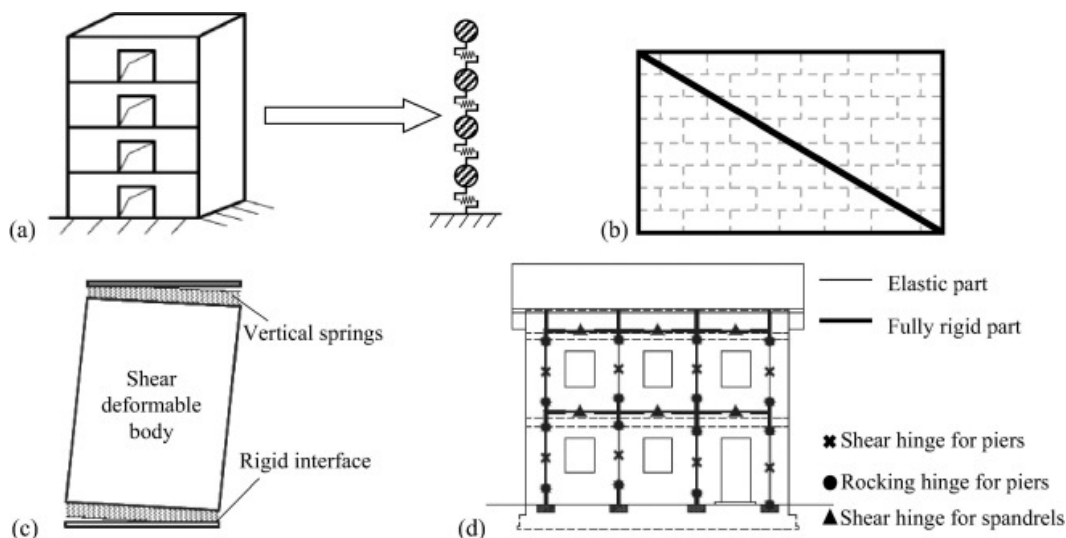 (a)
(b)
Vertical springs
Shear
deformable
body
Rigid interface
(c)
Elastic part
Fully rigid part
Shear hinge for piers
Rocking hinge for piers
Shear hinge for spandrels
(d)